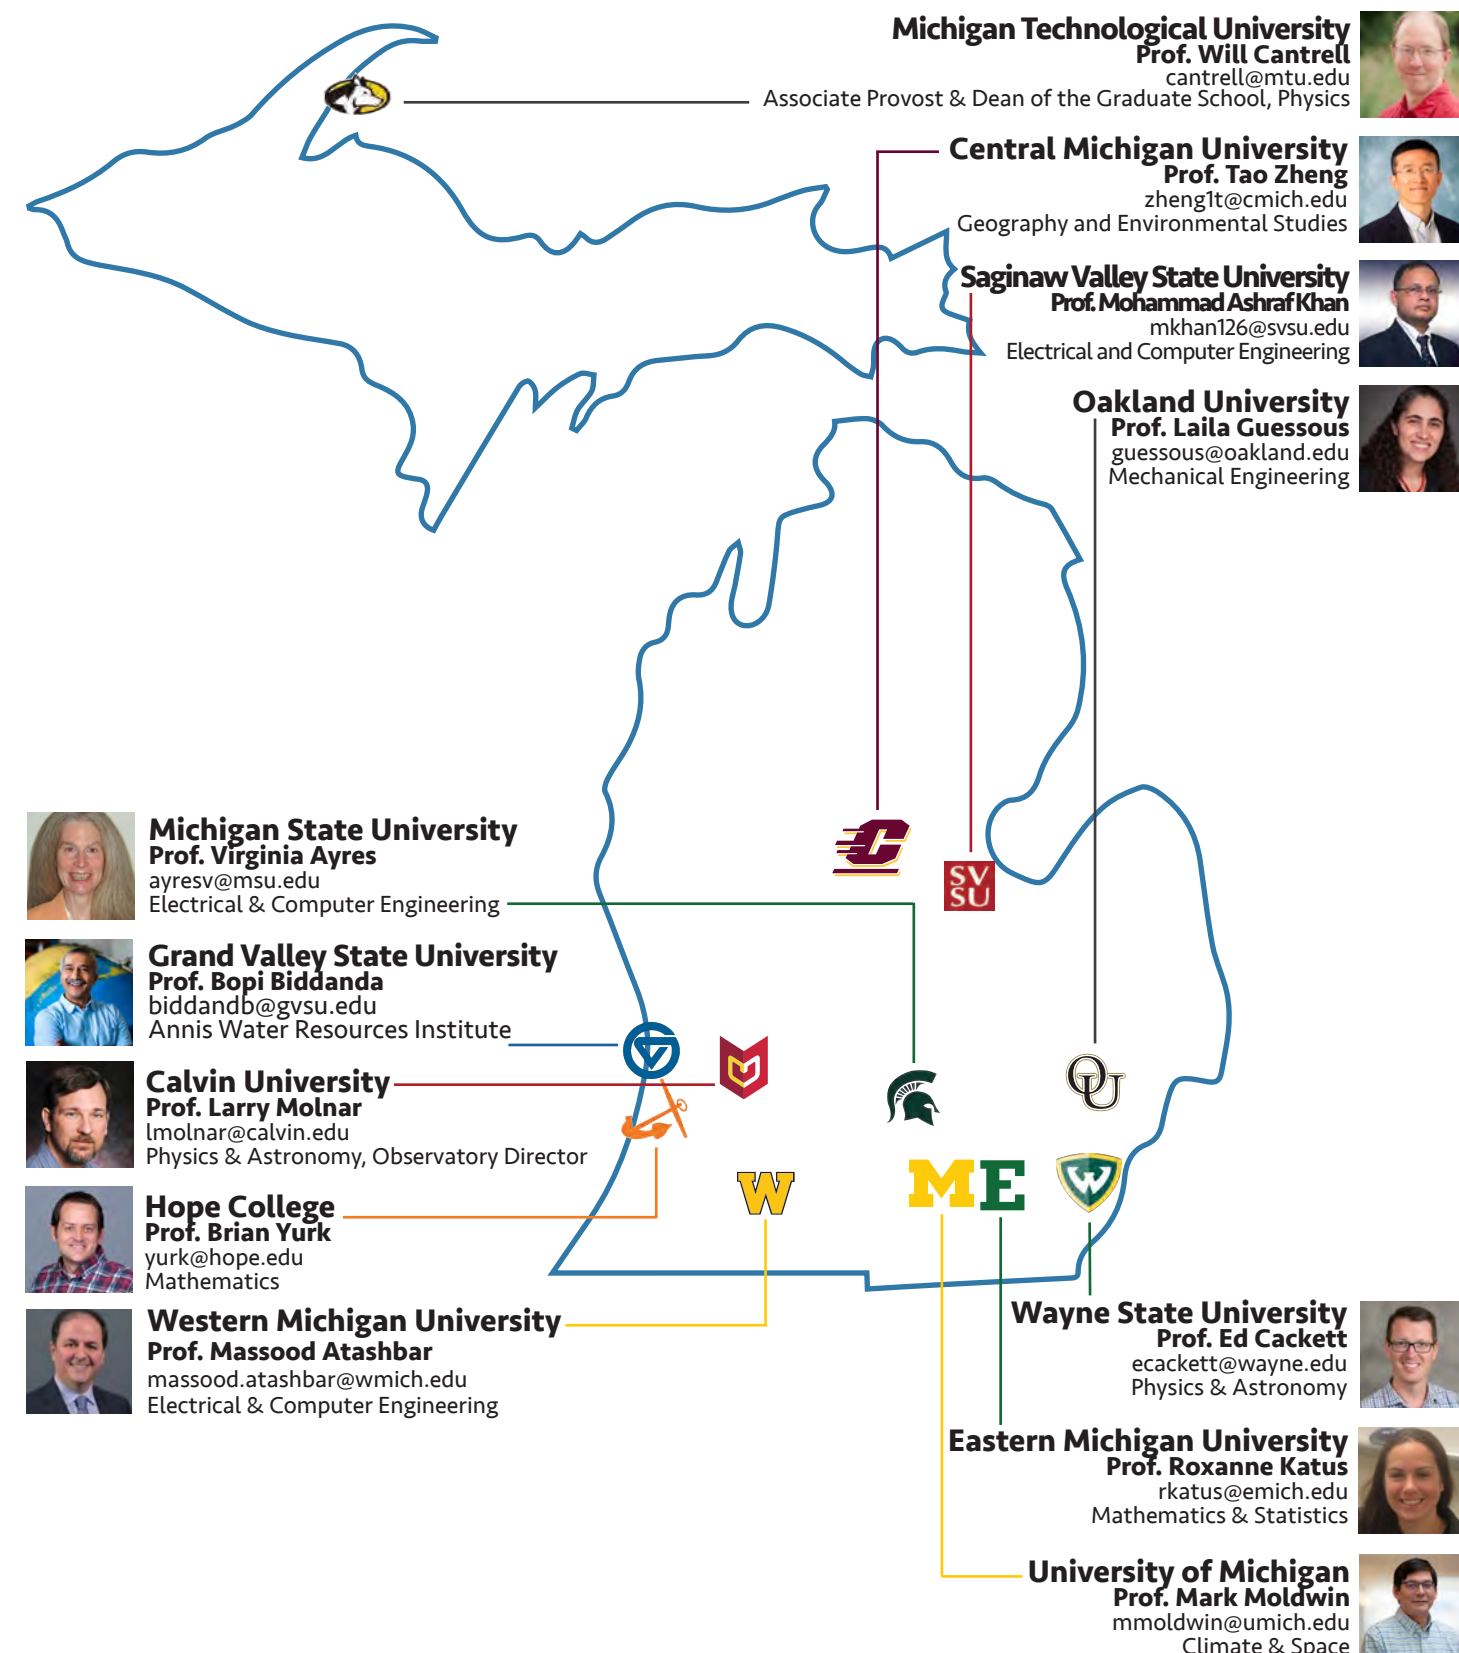 Michigan Technological University
Prof. Will Cantrell
cantrell@mtu.edu
Associate Provost & Dean of the Graduate School, Physics
Central Michigan University
Prof. Tao Zheng
zheng1t@cmich.edu
Geography and Environmental Studies
Saginaw Valley State University
Prof. Mohammad Ashraf Khan
mkhan126@svsu.edu
Electrical and Computer Engineering
Oakland University
Prof. Laila Guessous
guessous@oakland.edu
Mechanical Engineering
C
SV
SU
Michigan State University
Prof. Virginia Ayres
ayresv@msu.edu
Electrical & Computer Engineering
Grand Valley State University
Prof. Bopi Biddanda
biddandb@gvsu.edu
Annis Water Resources Institute
OU
Calvin University
Prof. Larry Molnar
lmolnar@calvin.edu
Physics & Astronomy, Observatory Director
W
M
E
W
Hope College
Prof. Brian Yurk
yurk@hope.edu
Mathematics
Western Michigan University
Prof. Massood Atashbar
massood.atashbar@wmich.edu
Electrical & Computer Engineering
Wayne State University
Prof. Ed Cackett
ecackett@wayne.edu
Physics & Astronomy
Eastern Michigan University
Prof. Roxanne Katus
rkatus@emich.edu
Mathematics & Statistics
University of Michigan
Prof. Mark Moldwin
mmoldwin@umich.edu
Climate & Space